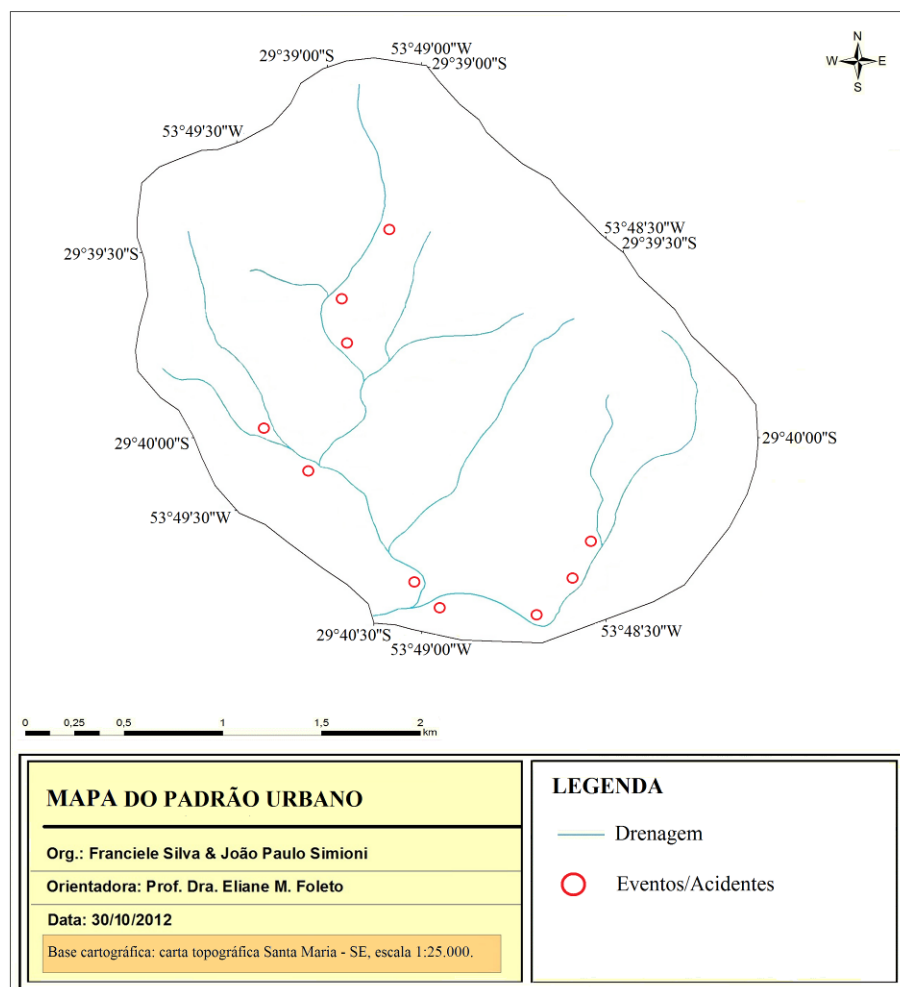 53°49'00"W
29°39'00"S
29°39'00"S
N
W E
S
53°49'30"W
53°48'30"W
29°39'30"S
29°39'30"S
29°40'00"S
29°40'00"S
53°49'30"W
29°40'30"S
53°48'30"W
53°49'00"W
0 0,25 0,5 1 1,5 2
km
MAPA DO PADRÃO URBANO
Org.: Franciele Silva & João Paulo Simioni
Orientadora: Prof. Dra. Eliane M. Foleto
Data: 30/10/2012
Base cartográfica: carta topográfica Santa Maria - SE, escala 1:25.000.
LEGENDA
Drenagem
Eventos/Acidentes